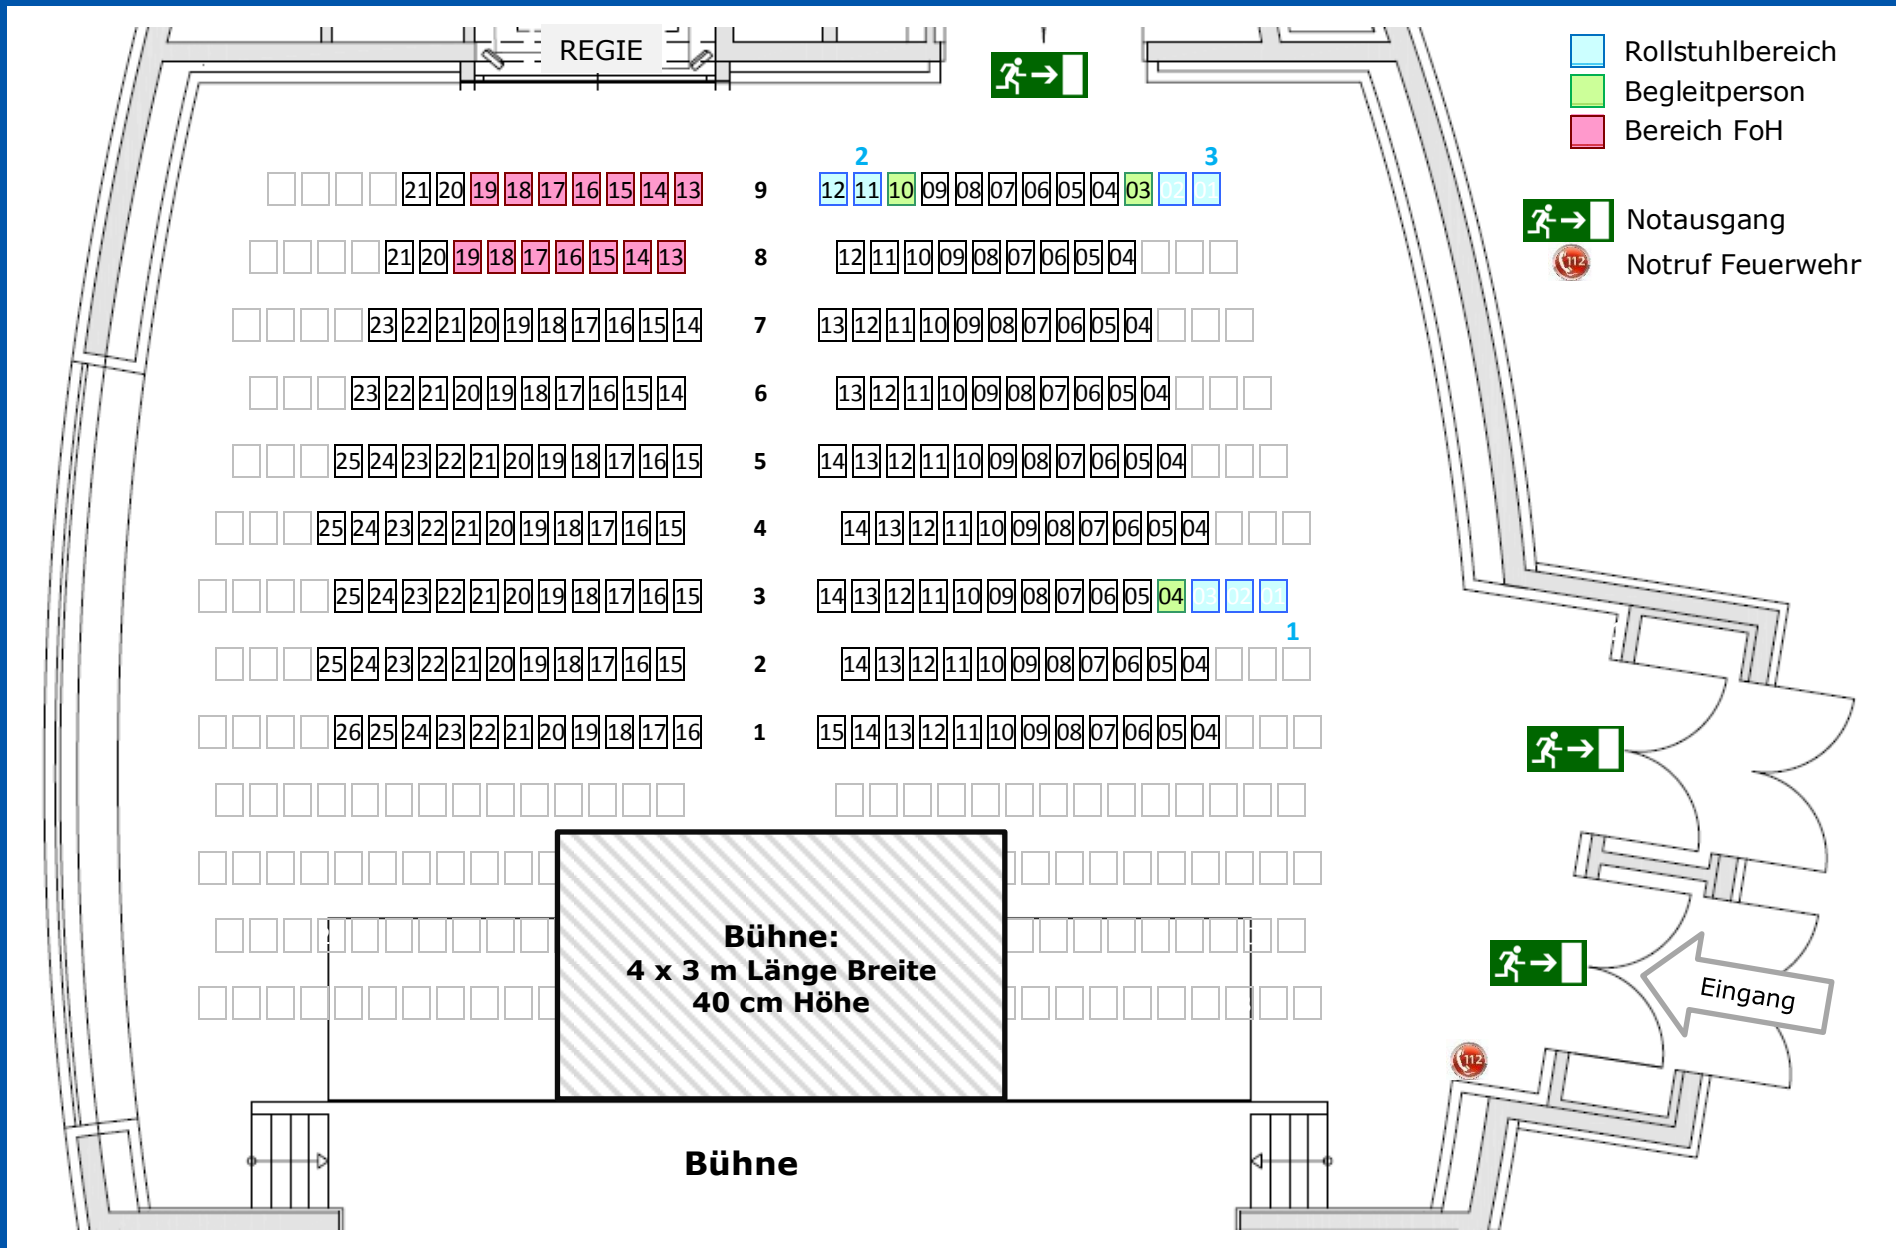 REGIE
Rollstuhlbereich
Begleitperson
Bereich FoH
Notausgang
112 Notruf Feuerwehr
2 3
21 20 19 18 17 16 15 14 13 9 12 11 10 09 08 07 06 05 04 03 02 01
21 20 19 18 17 16 15 14 13 8 12 11 10 09 08 07 06 05 04
23 22 21 20 19 18 17 16 15 14 7 13 12 11 10 09 08 07 06 05 04
23 22 21 20 19 18 17 16 15 14 6 13 12 11 10 09 08 07 06 05 04
25 24 23 22 21 20 19 18 17 16 15 5 14 13 12 11 10 09 08 07 06 05 04
25 24 23 22 21 20 19 18 17 16 15 4 14 13 12 11 10 09 08 07 06 05 04
25 24 23 22 21 20 19 18 17 16 15 3 14 13 12 11 10 09 08 07 06 05 04 03 02 01
1
25 24 23 22 21 20 19 18 17 16 15 2 14 13 12 11 10 09 08 07 06 05 04
26 25 24 23 22 21 20 19 18 17 16 1 15 14 13 12 11 10 09 08 07 06 05 04
Bühne:
4 x 3 m Länge Breite
40 cm Höhe
Eingang
112
Bühne